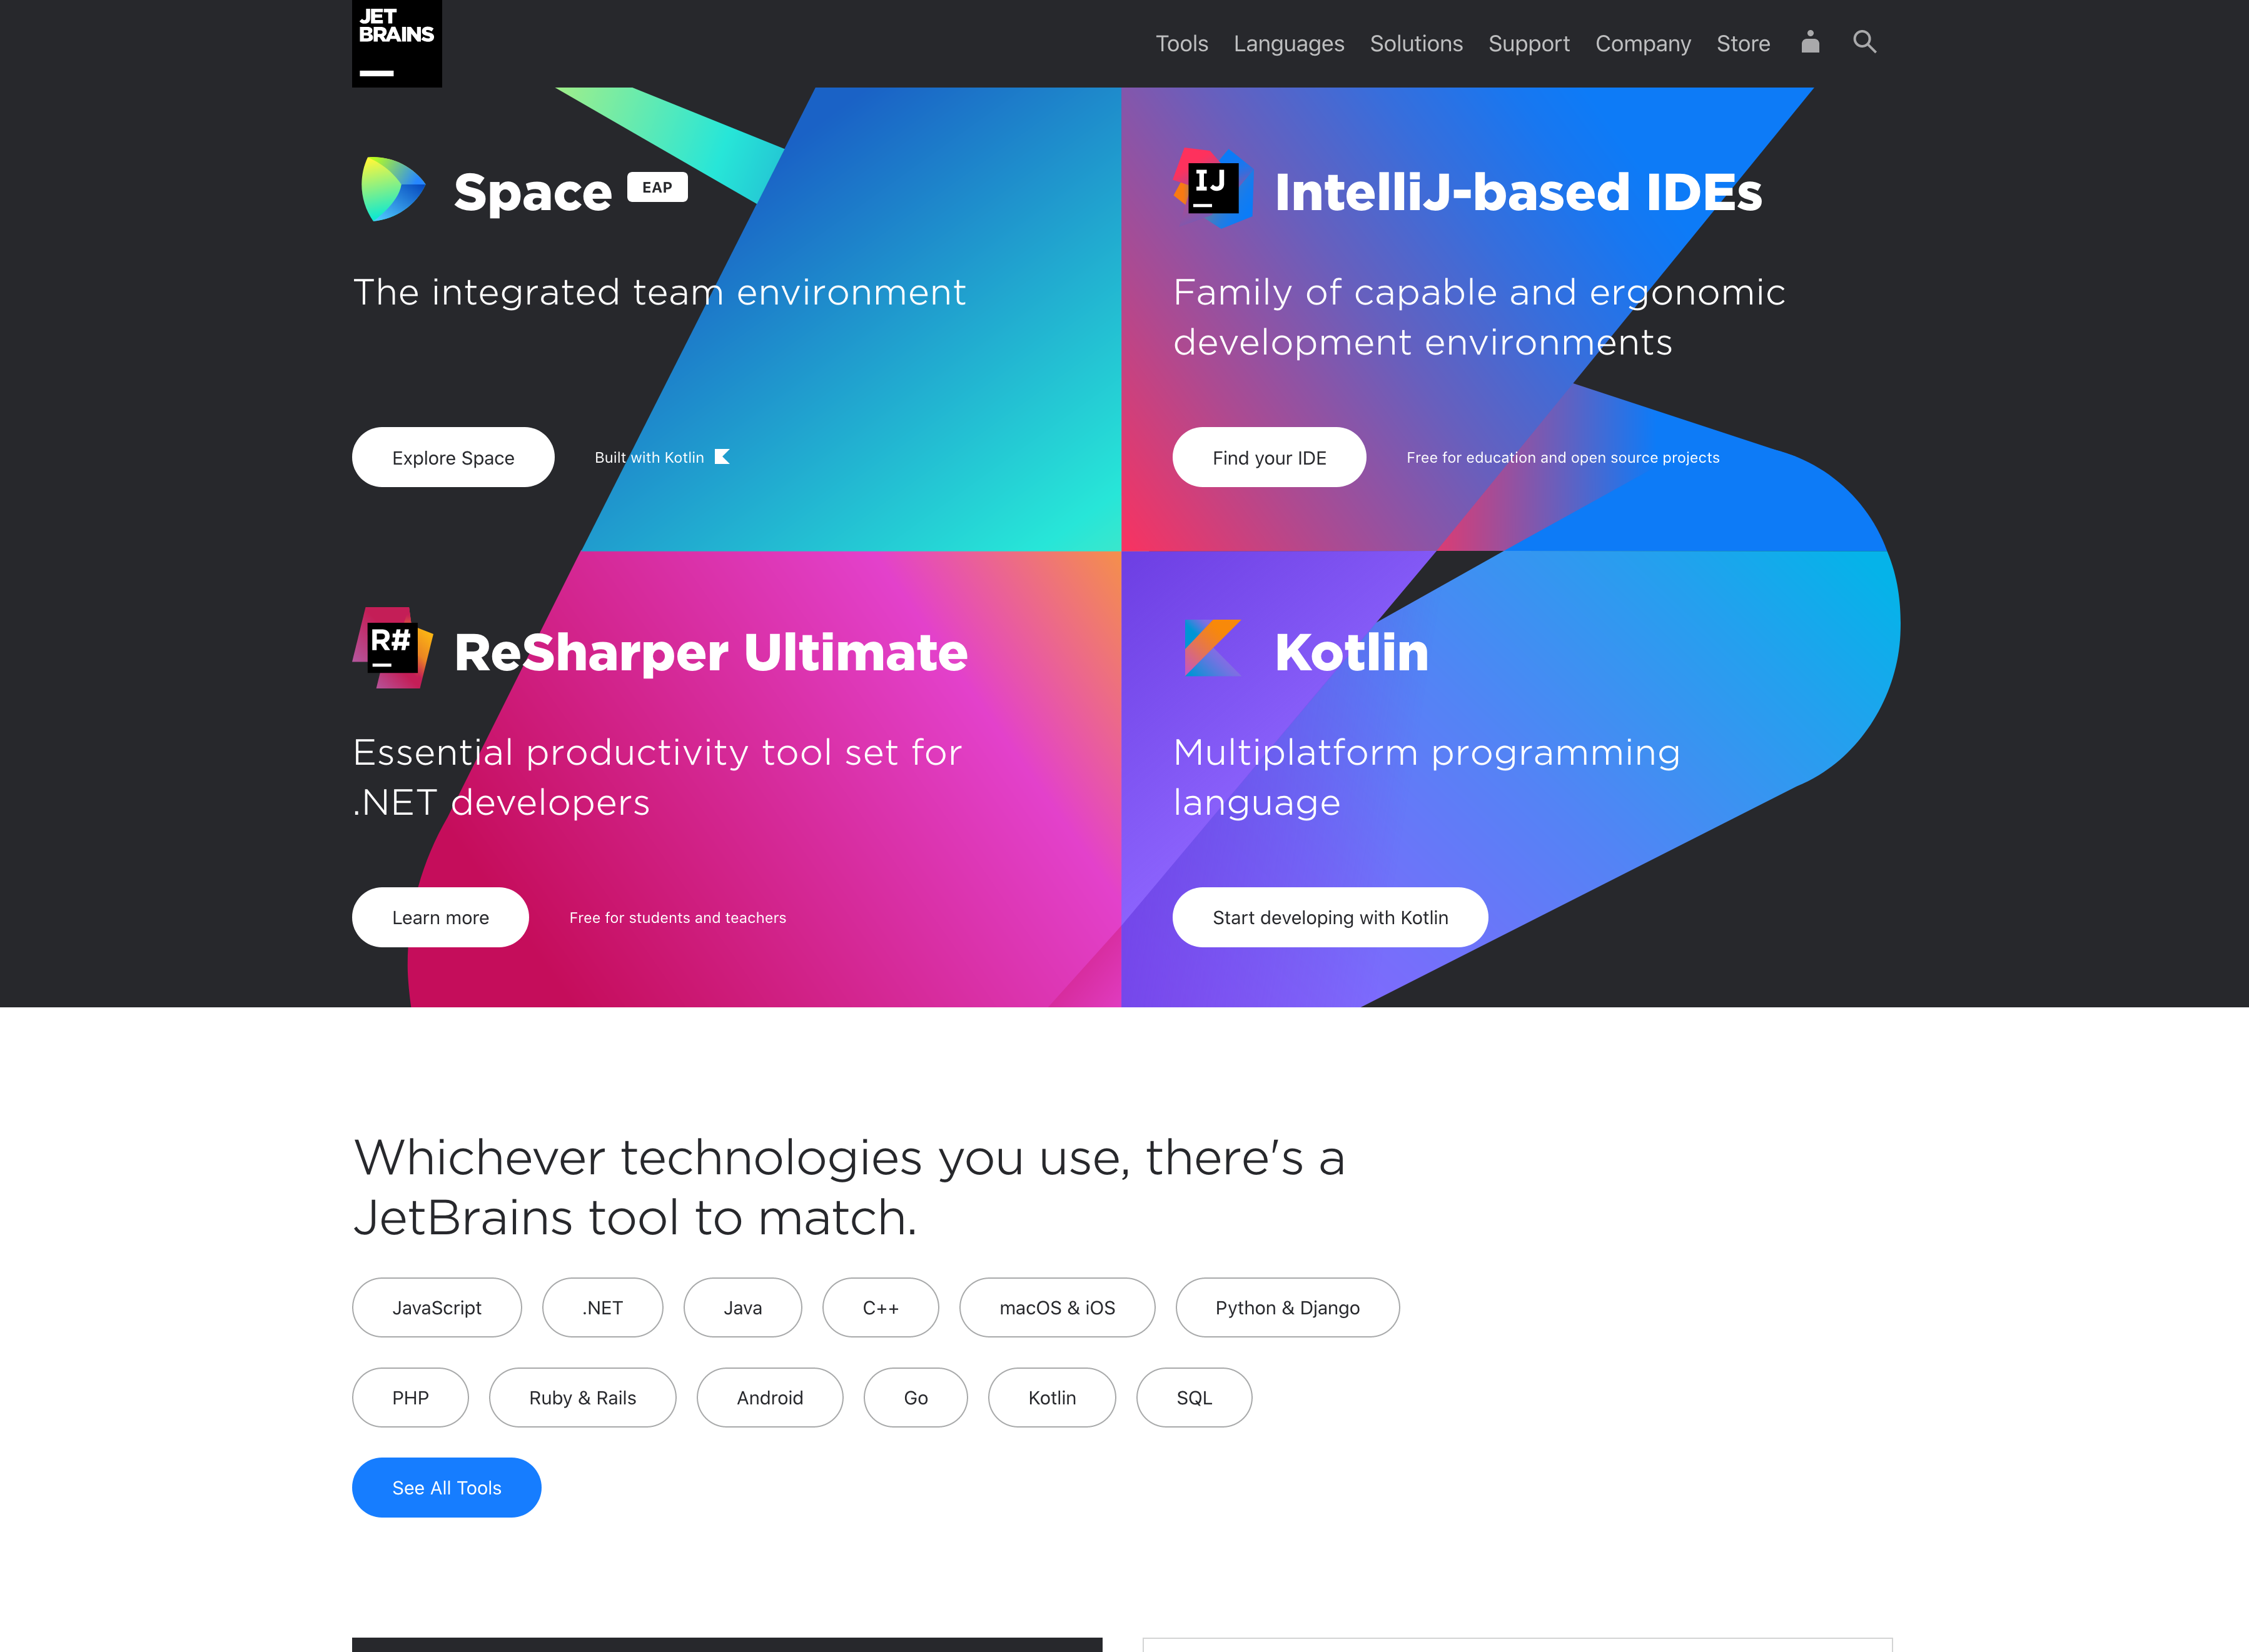 JET
BRAINS
Tools Languages Solutions Support Company Store
Space EAP
The integrated team environment
Explore Space
Built with Kotlin
IJ
IntelliJ-based IDEs
Family of capable and ergonomic
development environments
Find your IDE
Free for education and open source projects
R#
ReSharper Ultimate
Essential productivity tool set for
.NET developers
Learn more
Free for students and teachers
Kotlin
Multiplatform programming
language
Start developing with Kotlin
Whichever technologies you use, there's a
JetBrains tool to match.
JavaScript .NET Java C++ macOS & iOS Python & Django
PHP Ruby & Rails Android Go Kotlin SQL
See All Tools